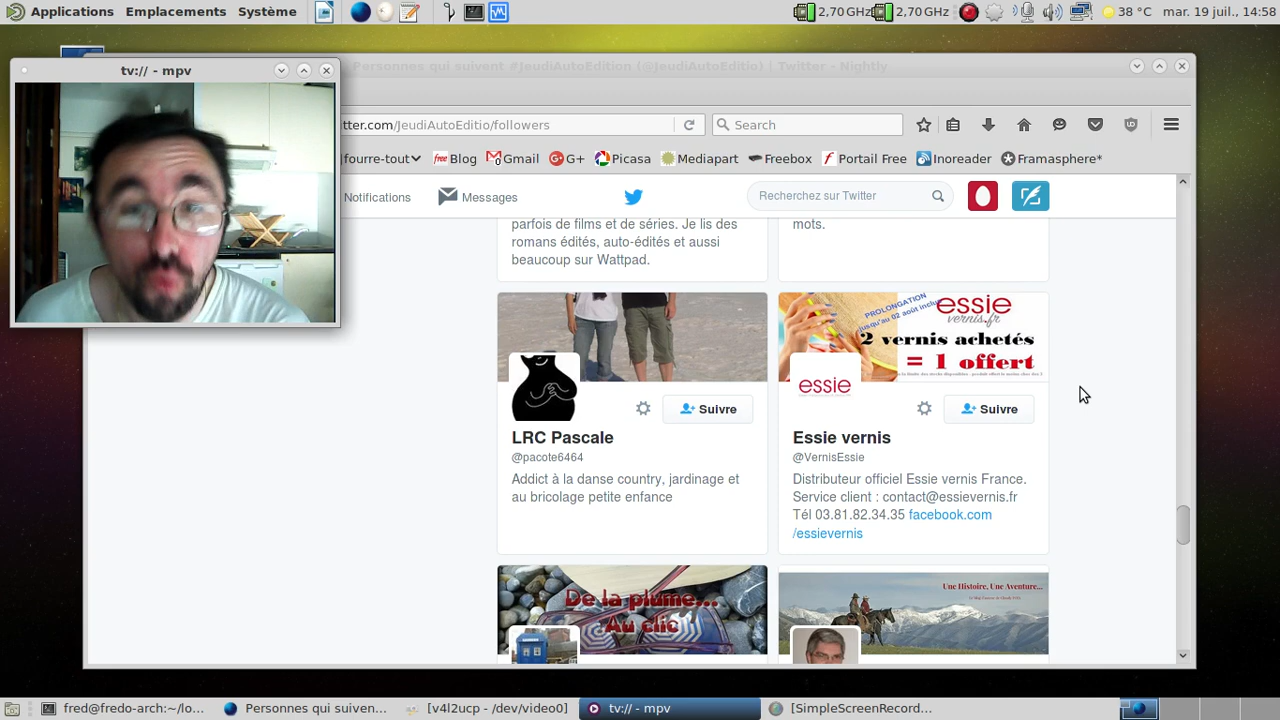 Applications Emplacements Système 2,70 GHz 2,70 GHz 38 °C mar. 19 juil., 14:58
tv:// - mpv
Personnes qui suivent #JeudiAutoEdition (@JeudiAutoEditio) | Twitter - Nightly
tter.com/JeudiAutoEditio/followers
Search
fourre-tout free Blog Gmail G+ Picasa Mediapart Freebox Portail Free Inoreader Framasphere*
Notifications Messages Recherchez sur Twitter
parfois de films et de séries. Je lis des
romans édités, auto-édités et aussi
beaucoup sur Wattpad.
mots.
LRC Pascale
@pacote6464
Suivre
Addict à la danse country, jardinage et
au bricolage petite enfance
PROLONGATION
jusqu'au 02 août inclus
essie
vernis.fr
2 vernis achetés
= 1 offert
essie
Suivre
Essie vernis
@VernisEssie
Distributeur officiel Essie vernis France.
Service client : contact@essievernis.fr
Tél 03.81.82.34.35 facebook.com
/essievernis
De la plume...
Au clic
Une Histoire, Une Aventure...
fred@fredo-arch:~/lo... Personnes qui suiven... [v4l2ucp - /dev/video0] tv:// - mpv [SimpleScreenRecord...